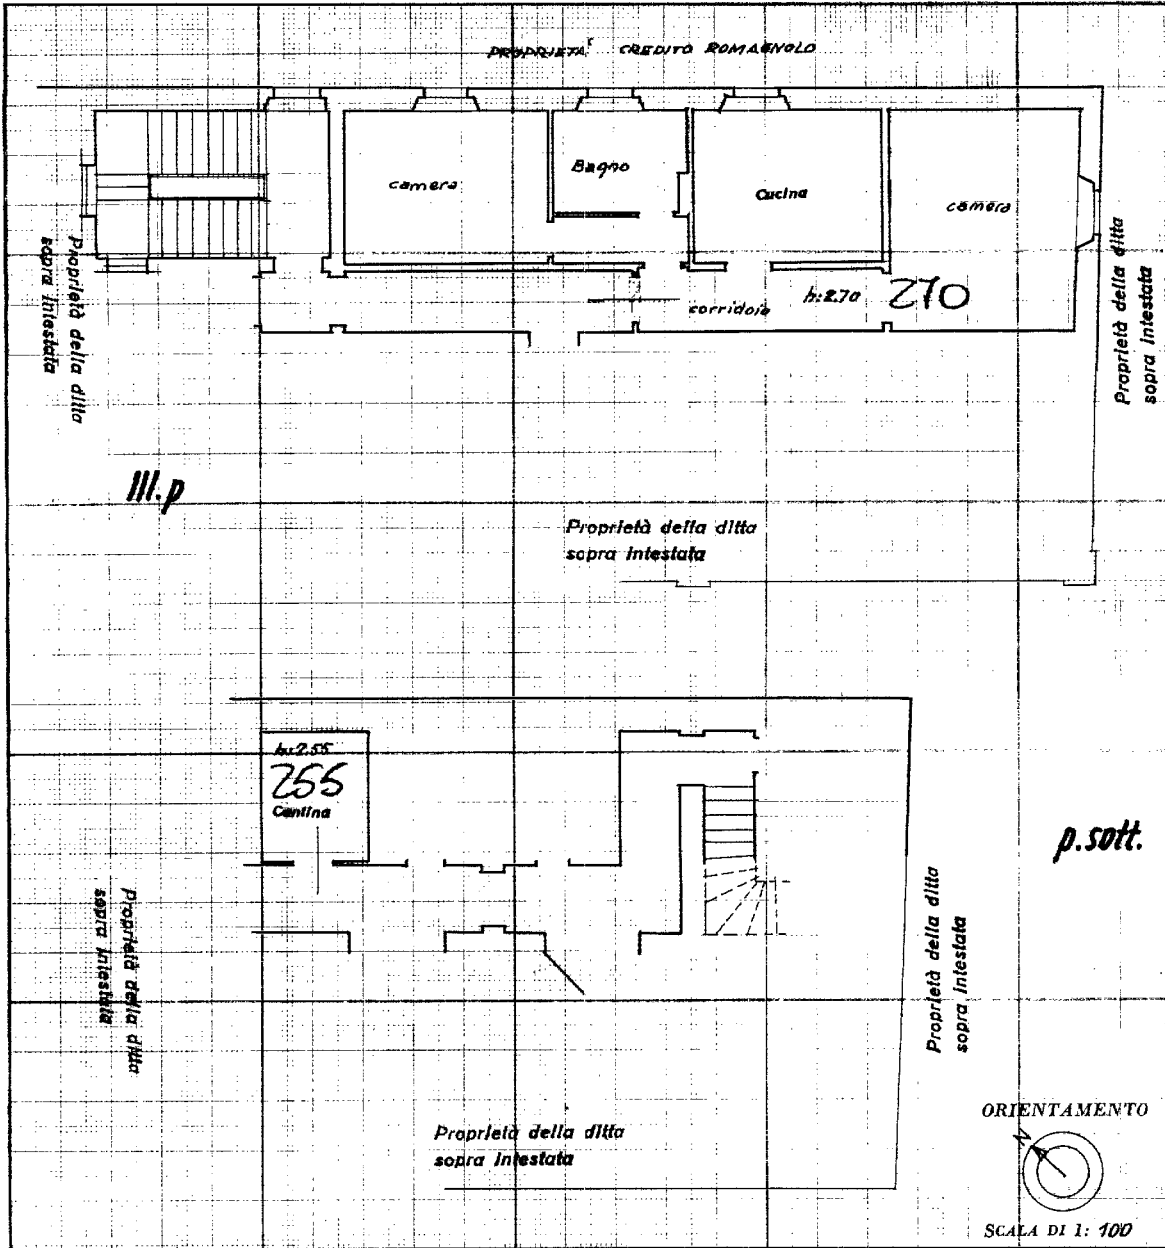 PROPRIETA' CREDITO ROMAGNOLO
camera
Bagno
Cucina
camera
corridoio
h:2.70
270
Proprietà della ditta
sopra intestata
Proprietà della ditta
sopra intestata
III.p
Proprietà della ditta
sopra intestata
h:2.55
255
Cantina
p.sott.
Proprietà della ditta
sopra intestata
Proprietà della ditta
sopra intestata
Proprietà della ditta
sopra intestata
ORIENTAMENTO
N
SCALA DI 1: 100